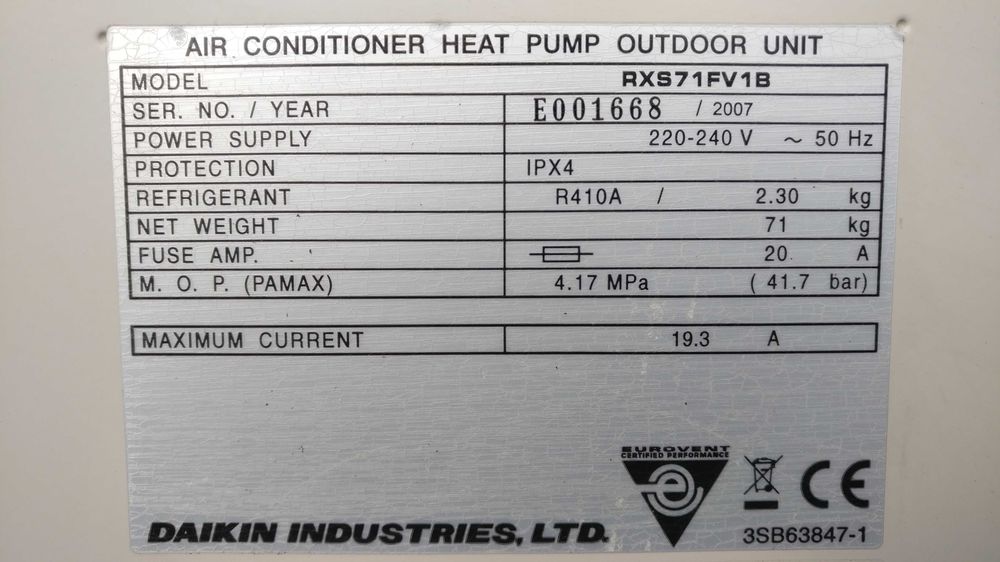 AIR CONDITIONER HEAT PUMP OUTDOOR UNIT
MODEL RXS71FV1B
SER. NO. / YEAR E001668 / 2007
POWER SUPPLY 220-240 V ~ 50 Hz
PROTECTION IPX4
REFRIGERANT R410A / 2.30 kg
NET WEIGHT 71 kg
FUSE AMP. 20 A
M. O. P. (PAMAX) 4.17 MPa (41.7 bar)
MAXIMUM CURRENT 19.3 A
EUROVENT
CERTIFIED PERFORMANCE
e
CE
DAIKIN INDUSTRIES, LTD.
3SB63847-1